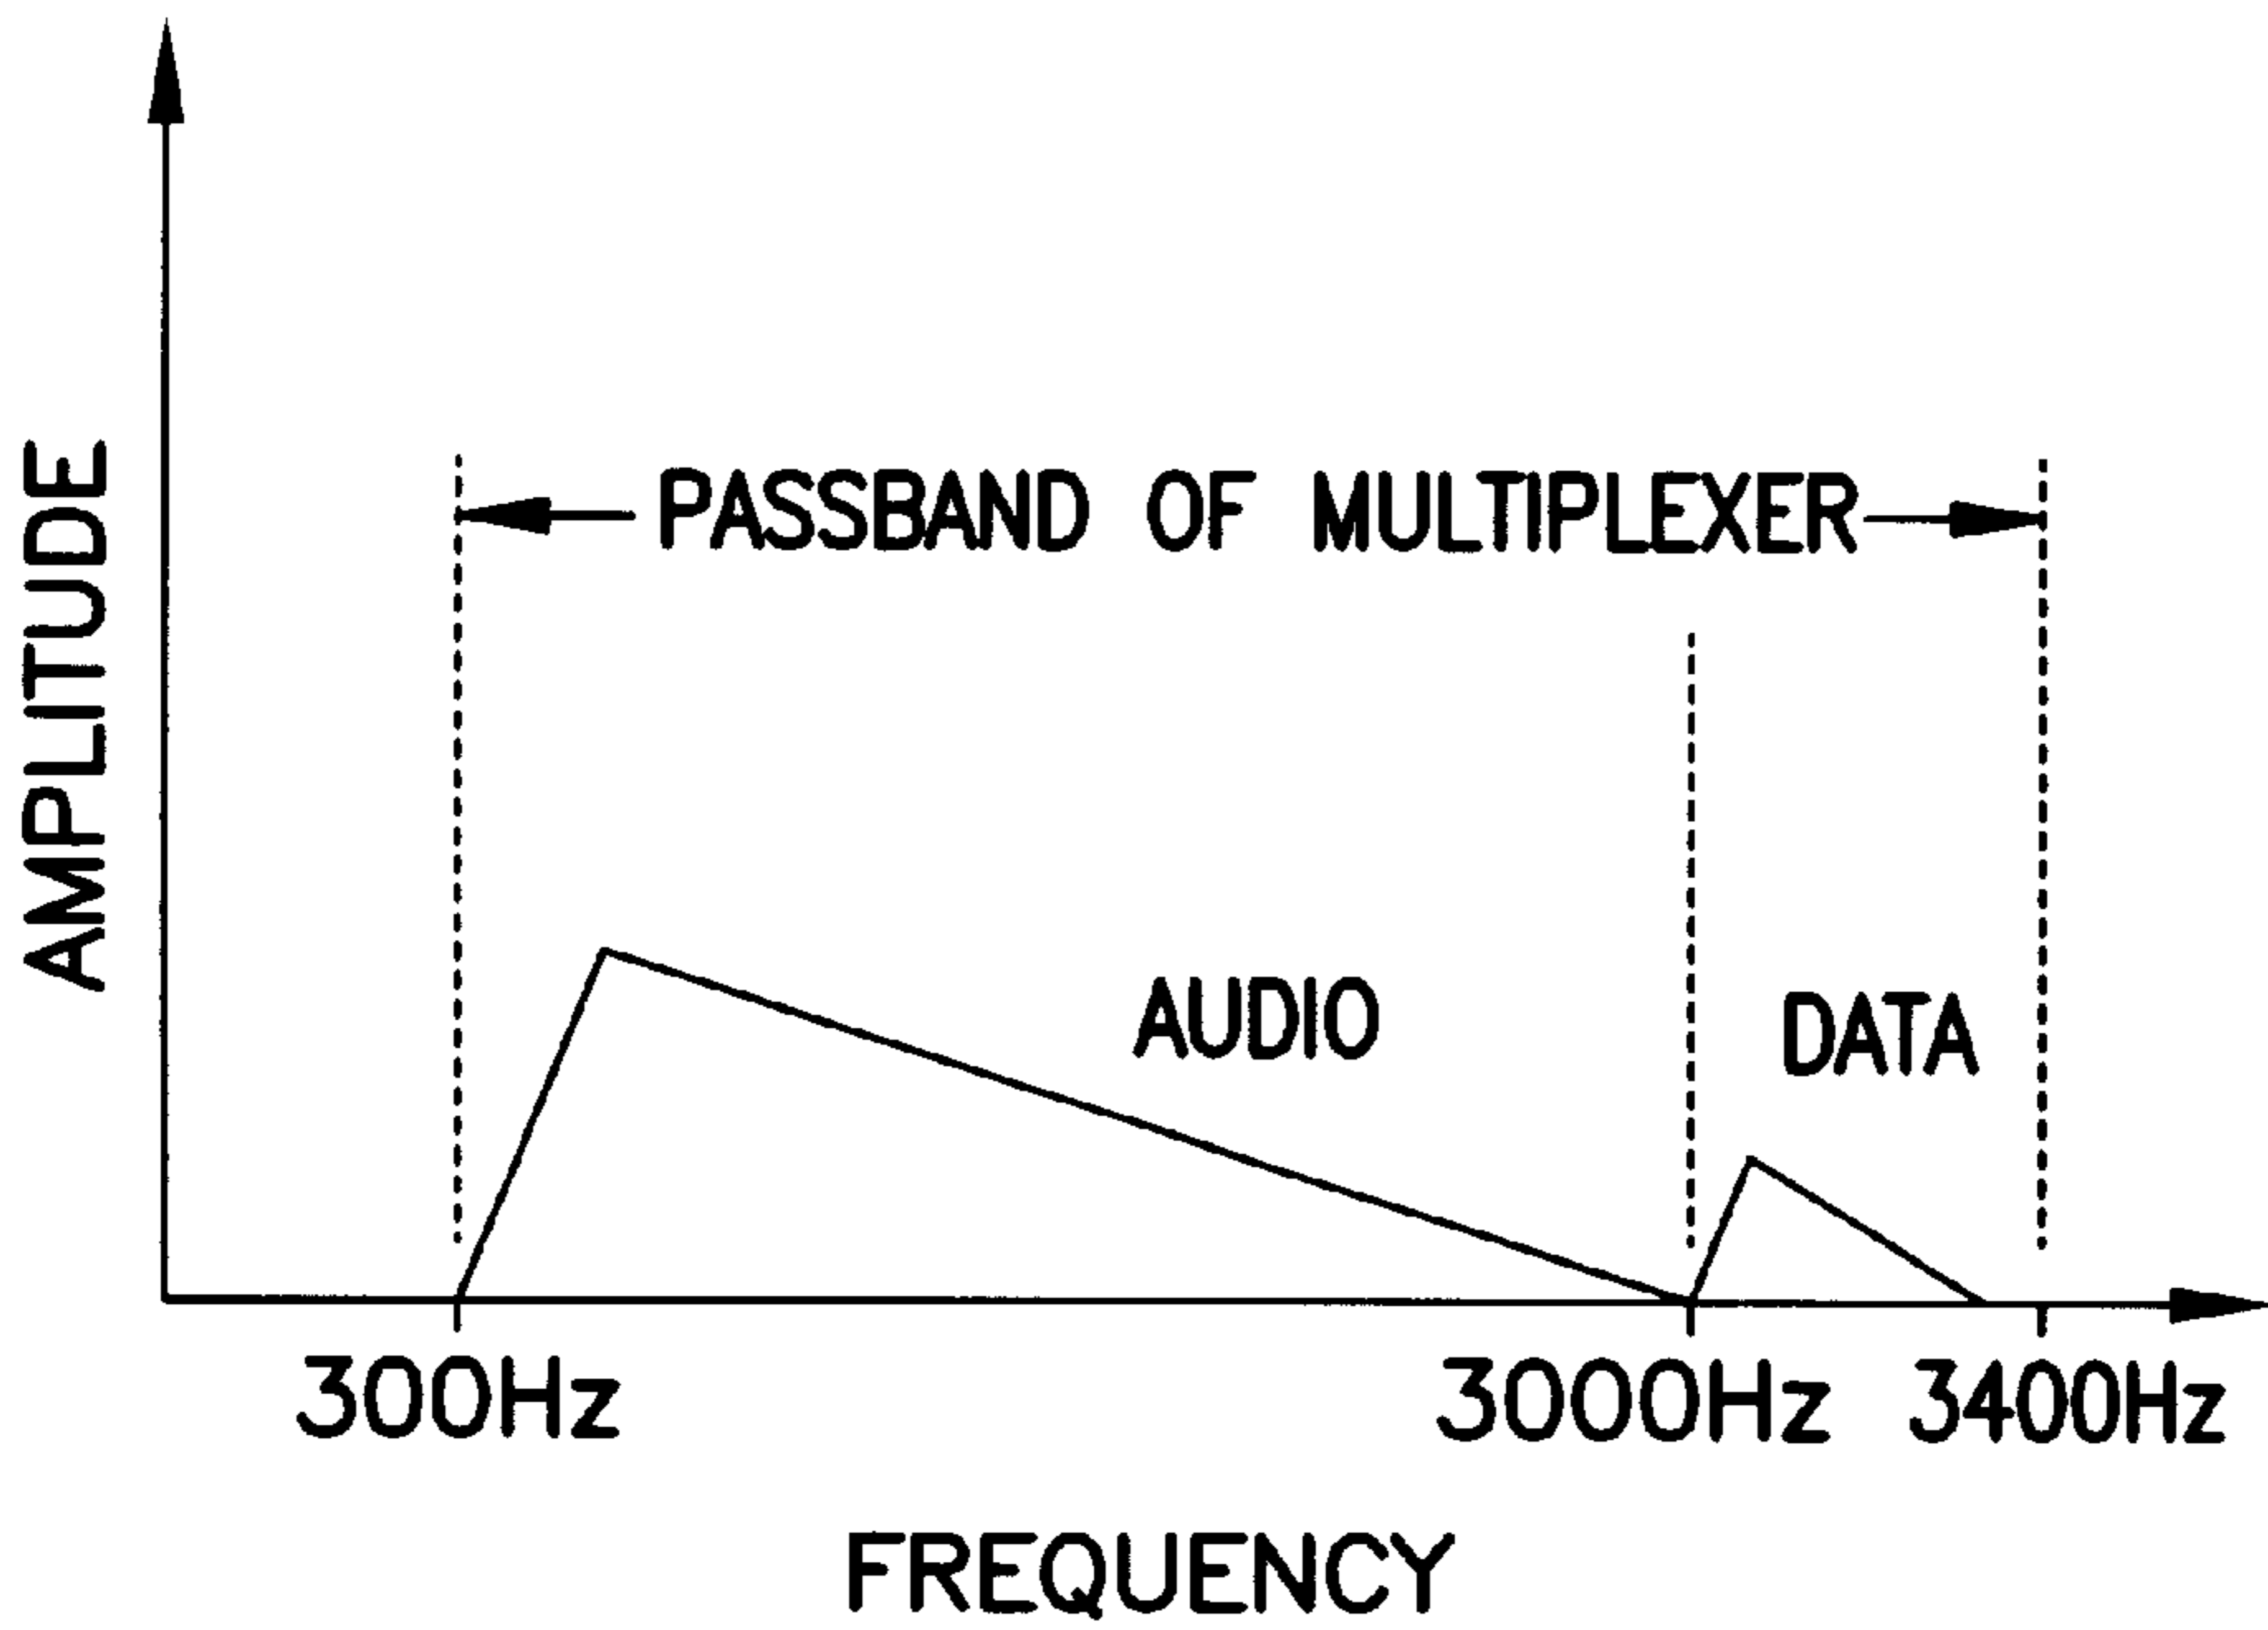 AMPLITUDE
PASSBAND OF MULTIPLEXER
AUDIO
DATA
300Hz
3000Hz
3400Hz
FREQUENCY